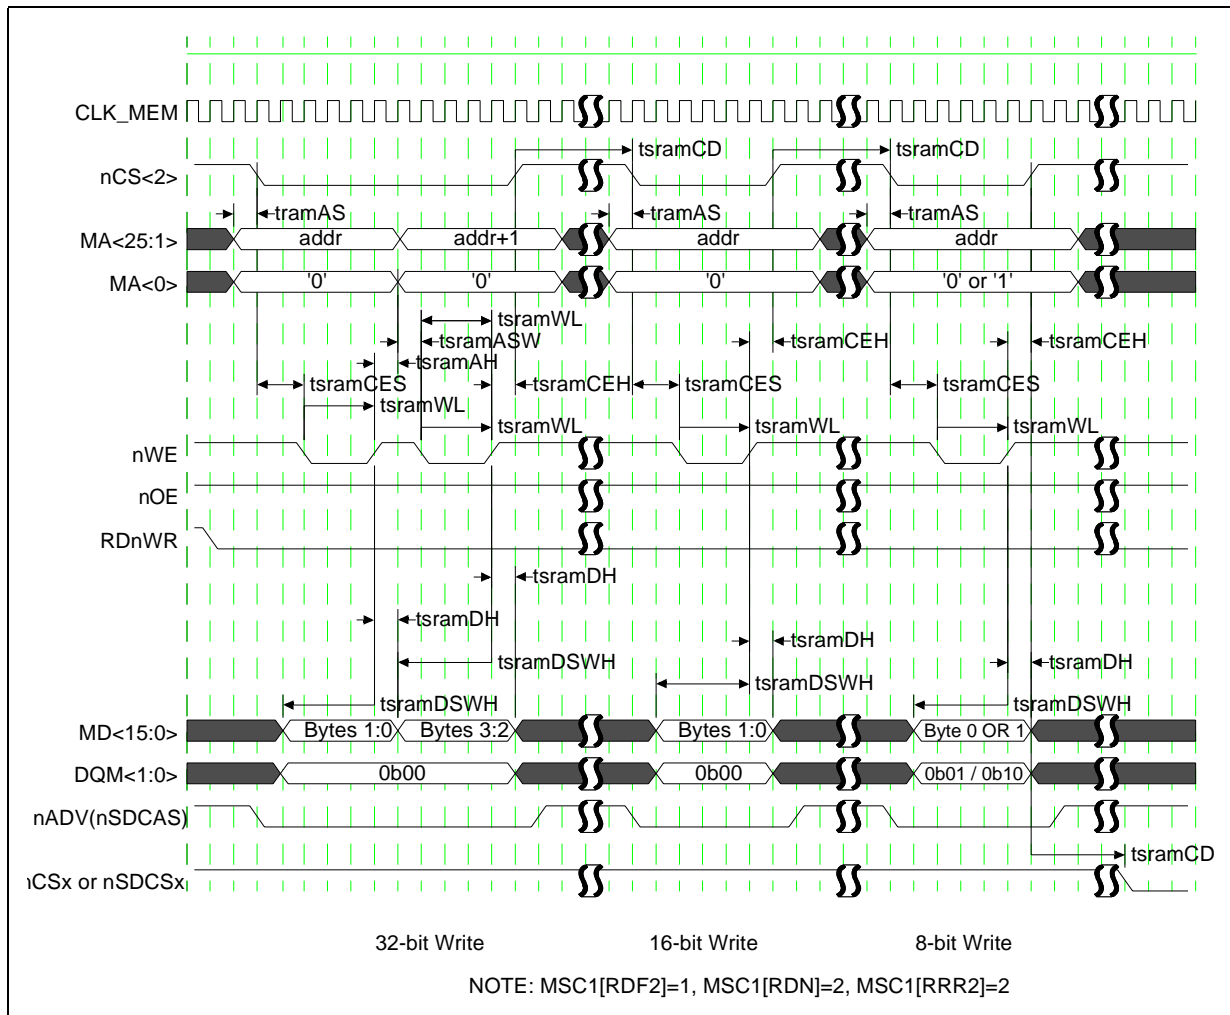 CLK_MEM
tsramCD tsramCD
nCS<2>
tramAS tramAS tramAS
MA<25:1> addr addr+1 addr addr
MA<0> '0' '0' '0' '0' or '1'
tsramWL
tsramASW tsramCEH tsramCEH
tsramAH
tsramCES tsramCEH tsramCES tsramCES
tsramWL
tsramWL tsramWL tsramWL
nWE
nOE
RDnWR
tsramDH
tsramDH
tsramDH
tsramDSWH tsramDH
tsramDSWH
tsramDSWH tsramDSWH
MD<15:0> Bytes 1:0 Bytes 3:2 Bytes 1:0 Byte 0 OR 1
DQM<1:0> 0b00 0b00 0b01 / 0b10
nADV(nSDCAS)
tsramCD
nCSx or nSDCSx
32-bit Write 16-bit Write 8-bit Write
NOTE: MSC1[RDF2]=1, MSC1[RDN]=2, MSC1[RRR2]=2